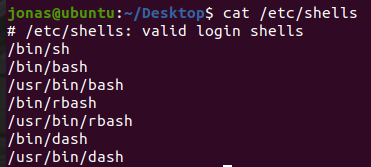 jonas@ubuntu:~/Desktop$ cat /etc/shells
# /etc/shells: valid login shells
/bin/sh
/bin/bash
/usr/bin/bash
/bin/rbash
/usr/bin/rbash
/bin/dash
/usr/bin/dash